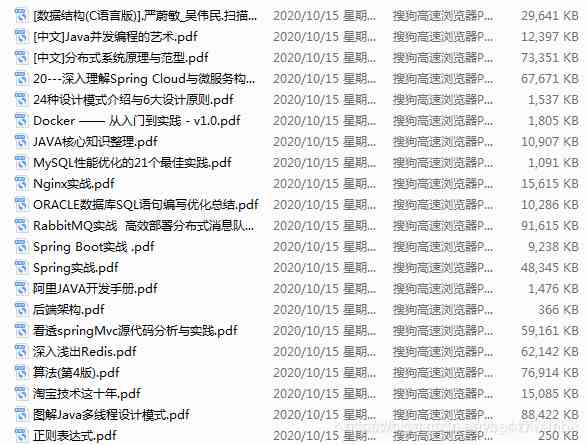 [数据结构(C语言版)].严蔚敏_吴伟民.扫描... 2020/10/15 星期... 搜狗高速浏览器P... 29,641 KB
[中文]Java并发编程的艺术.pdf 2020/10/15 星期... 搜狗高速浏览器P... 12,397 KB
[中文]分布式系统原理与范型.pdf 2020/10/15 星期... 搜狗高速浏览器P... 73,351 KB
20---深入理解Spring Cloud与微服务构... 2020/10/15 星期... 搜狗高速浏览器P... 67,671 KB
24种设计模式介绍与6大设计原则.pdf 2020/10/15 星期... 搜狗高速浏览器P... 1,537 KB
Docker —— 从入门到实践 - v1.0.pdf 2020/10/15 星期... 搜狗高速浏览器P... 1,805 KB
JAVA核心知识整理.pdf 2020/10/15 星期... 搜狗高速浏览器P... 10,907 KB
MySQL性能优化的21个最佳实践.pdf 2020/10/15 星期... 搜狗高速浏览器P... 1,091 KB
Nginx实战.pdf 2020/10/15 星期... 搜狗高速浏览器P... 15,615 KB
ORACLE数据库SQL语句编写优化总结.pdf 2020/10/15 星期... 搜狗高速浏览器P... 10,286 KB
RabbitMQ实战 高效部署分布式消息队... 2020/10/15 星期... 搜狗高速浏览器P... 91,615 KB
Spring Boot实战 .pdf 2020/10/15 星期... 搜狗高速浏览器P... 9,238 KB
Spring实战.pdf 2020/10/15 星期... 搜狗高速浏览器P... 48,345 KB
阿里JAVA开发手册.pdf 2020/10/15 星期... 搜狗高速浏览器P... 1,476 KB
后端架构.pdf 2020/10/15 星期... 搜狗高速浏览器P... 366 KB
看透springMvc源代码分析与实践.pdf 2020/10/15 星期... 搜狗高速浏览器P... 59,161 KB
深入浅出Redis.pdf 2020/10/15 星期... 搜狗高速浏览器P... 62,142 KB
算法(第4版).pdf 2020/10/15 星期... 搜狗高速浏览器P... 76,914 KB
淘宝技术这十年.pdf 2020/10/15 星期... 搜狗高速浏览器P... 15,085 KB
图解Java多线程设计模式.pdf 2020/10/15 星期... 搜狗高速浏览器P... 88,422 KB
正则表达式.pdf 2020/10/15 星期... 搜狗高速浏览器P... 250 KB